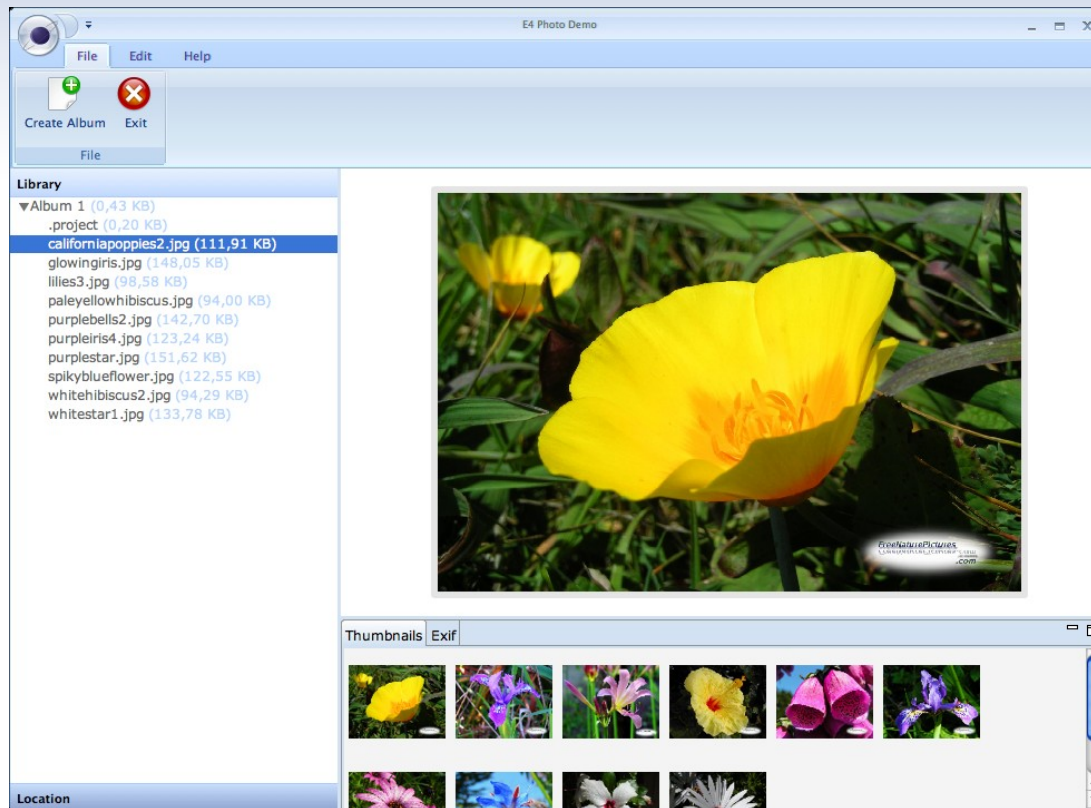 E4 Photo Demo
File Edit Help
Create Album Exit
File
Library
Album 1 (0,43 KB)
.project (0,20 KB)
californiapoppies2.jpg (111,91 KB)
glowingiris.jpg (148,05 KB)
lilies3.jpg (98,58 KB)
paleyellowhibiscus.jpg (94,00 KB)
purplebells2.jpg (142,70 KB)
purpleiris4.jpg (123,24 KB)
purplestar.jpg (151,62 KB)
spikyblueflower.jpg (122,55 KB)
whitehibiscus2.jpg (94,29 KB)
whitestar1.jpg (133,78 KB)
FreeNaturePictures
.com
Thumbnails Exif
Location